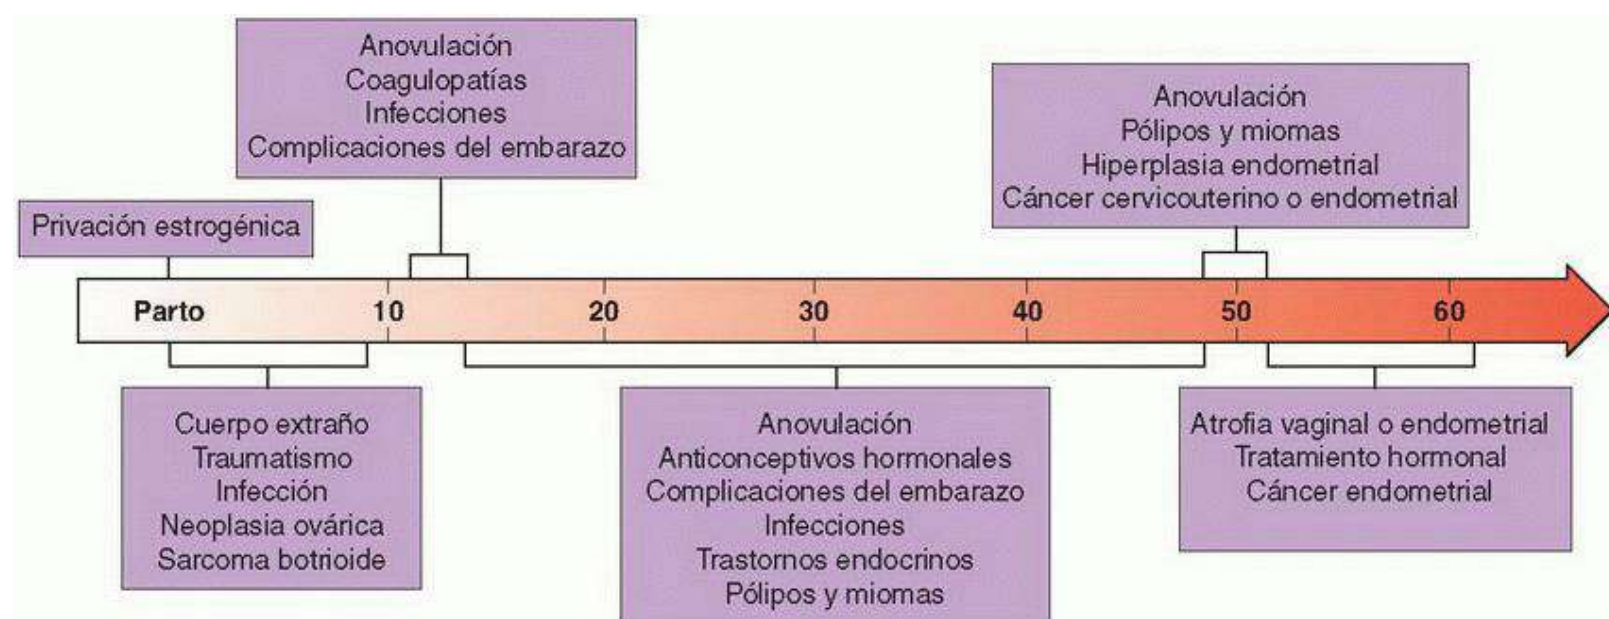 Anovulación
Coagulopatías
Infecciones
Complicaciones del embarazo
Anovulación
Pólipos y miomas
Hiperplasia endometrial
Cáncer cervicouterino o endometrial
Privación estrogénica
Parto 10 20 30 40 50 60
Cuerpo extraño
Traumatismo
Infección
Neoplasia ovárica
Sarcoma botrioide
Anovulación
Anticonceptivos hormonales
Complicaciones del embarazo
Infecciones
Trastornos endocrinos
Pólipos y miomas
Atrofia vaginal o endometrial
Tratamiento hormonal
Cáncer endometrial